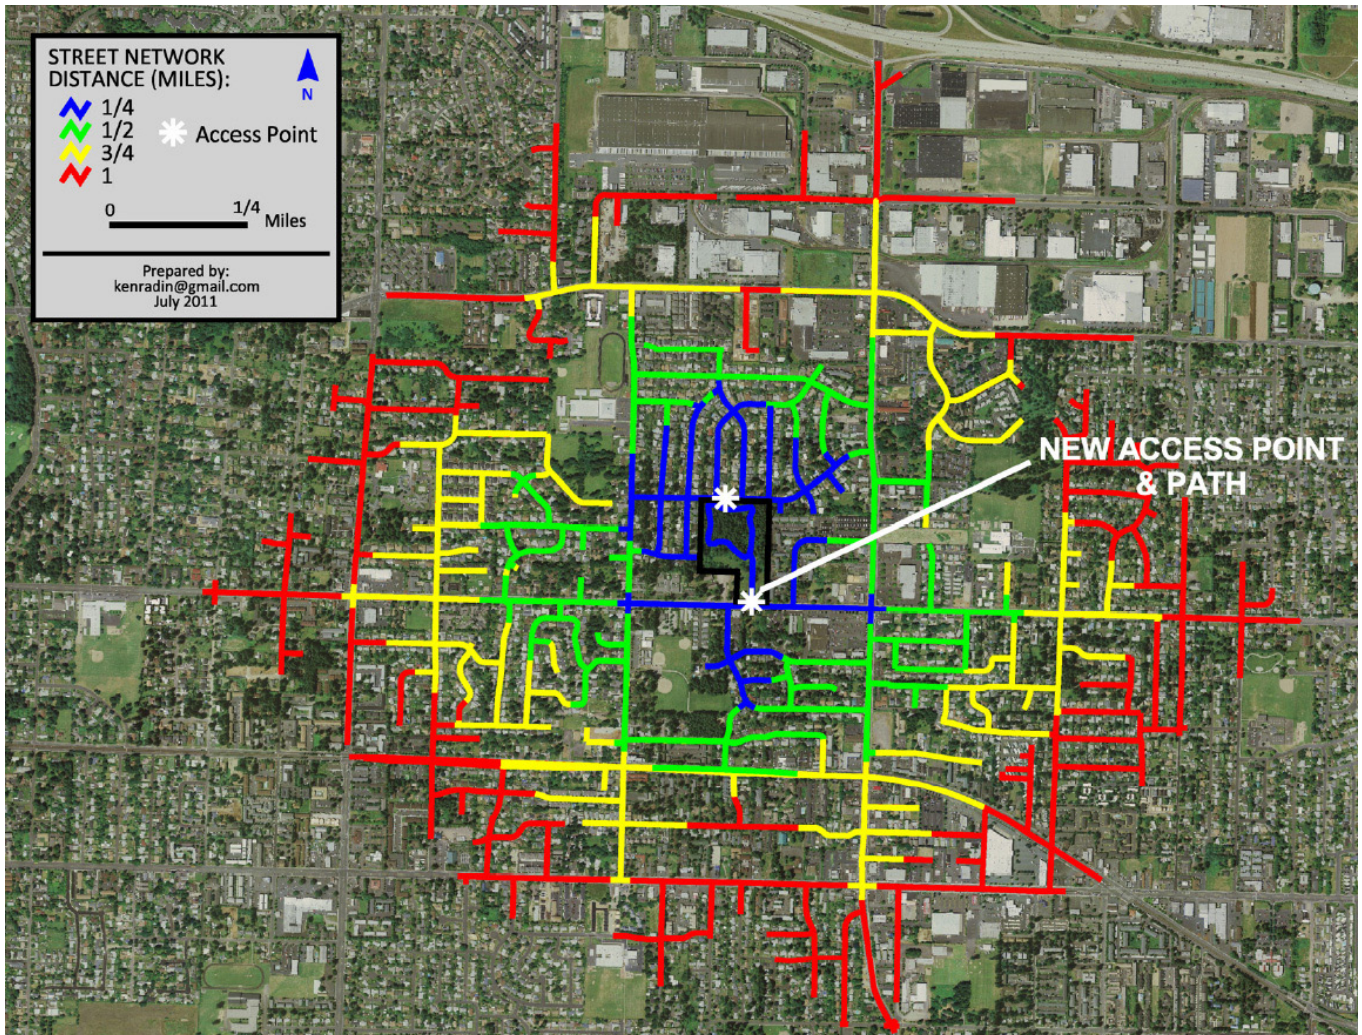 STREET NETWORK
DISTANCE (MILES):
N
1/4
1/2
3/4
1
Access Point
0 1/4
Miles
Prepared by:
kenradin@gmail.com
July 2011
NEW ACCESS POINT
& PATH